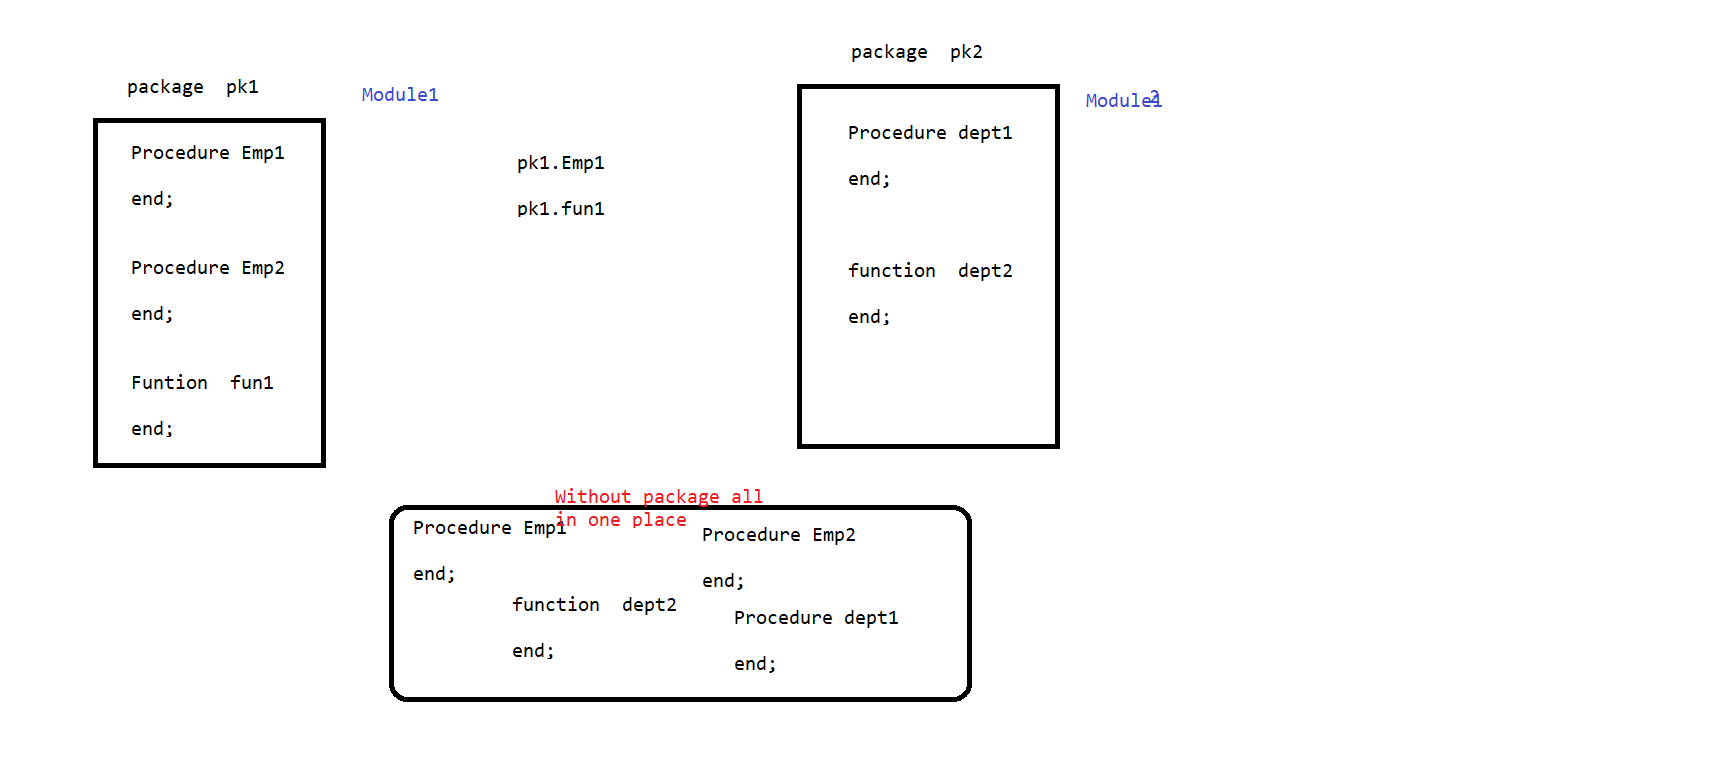 package  pk1
Module1
Procedure Emp1
end;
Procedure Emp2
end;
Funtion  fun1
end;
pk1.Emp1
pk1.fun1
package  pk2
Module2
Procedure dept1
end;
function  dept2
end;
Without package all
in one place
Procedure Emp1
end;
Procedure Emp2
end;
function  dept2
end;
Procedure dept1
end;